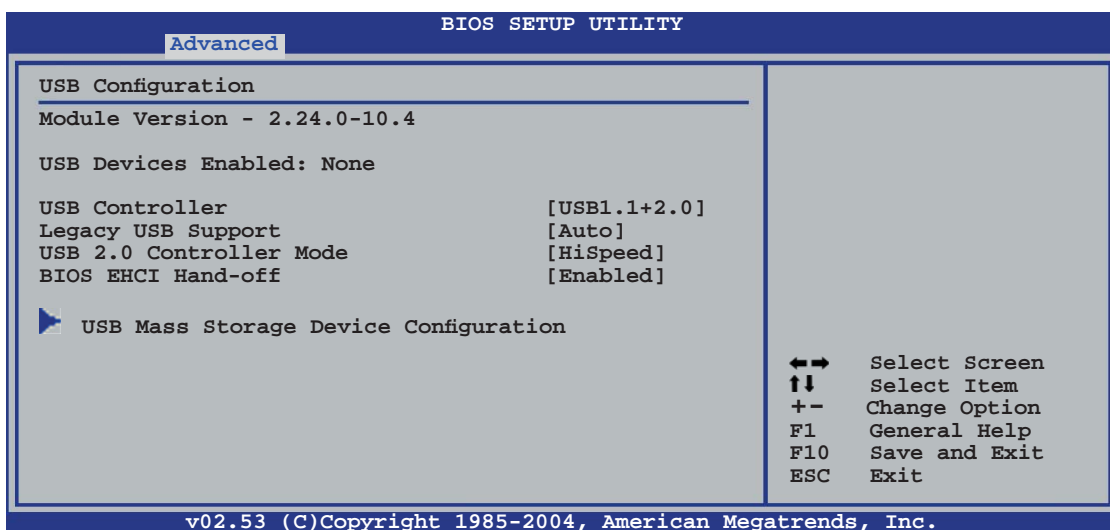 BIOS SETUP UTILITY
Advanced
USB Configuration
Module Version - 2.24.0-10.4
USB Devices Enabled: None
USB Controller [USB1.1+2.0]
Legacy USB Support [Auto]
USB 2.0 Controller Mode [HiSpeed]
BIOS EHCI Hand-off [Enabled]
USB Mass Storage Device Configuration
←→ Select Screen
↑↓ Select Item
+- Change Option
F1 General Help
F10 Save and Exit
ESC Exit
v02.53 (C)Copyright 1985-2004, American Megatrends, Inc.